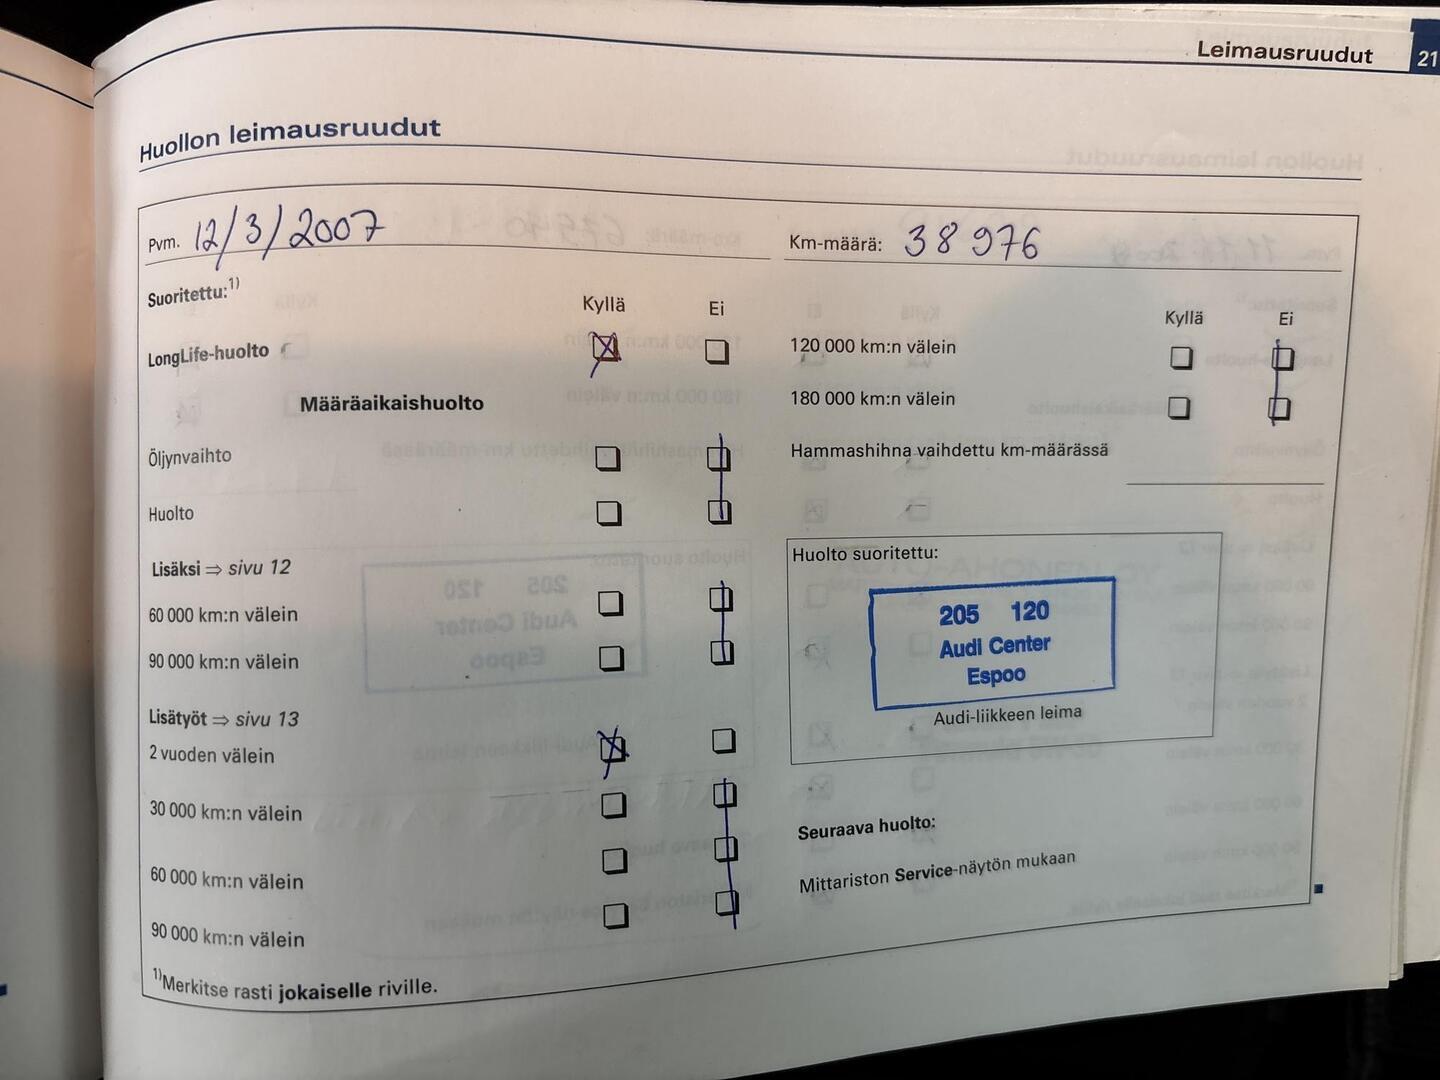 Leimausruudut 21
Huollon leimausruudut
Pvm. 12/3/2007
Km-määrä: 38 976
Suoritettu:1)
Kyllä Ei
LongLife-huolto
Määräaikaishuolto
Öljynvaihto
Huolto
Lisäksi ⇒ sivu 12
60 000 km:n välein
90 000 km:n välein
Lisätyöt ⇒ sivu 13
2 vuoden välein
30 000 km:n välein
60 000 km:n välein
90 000 km:n välein
1)Merkitse rasti jokaiselle riville.
Kyllä Ei
120 000 km:n välein
180 000 km:n välein
Hammashihna vaihdettu km-määrässä
Huolto suoritettu:
205 120
Audi Center
Espoo
Audi-liikkeen leima
Seuraava huolto:
Mittariston Service-näytön mukaan